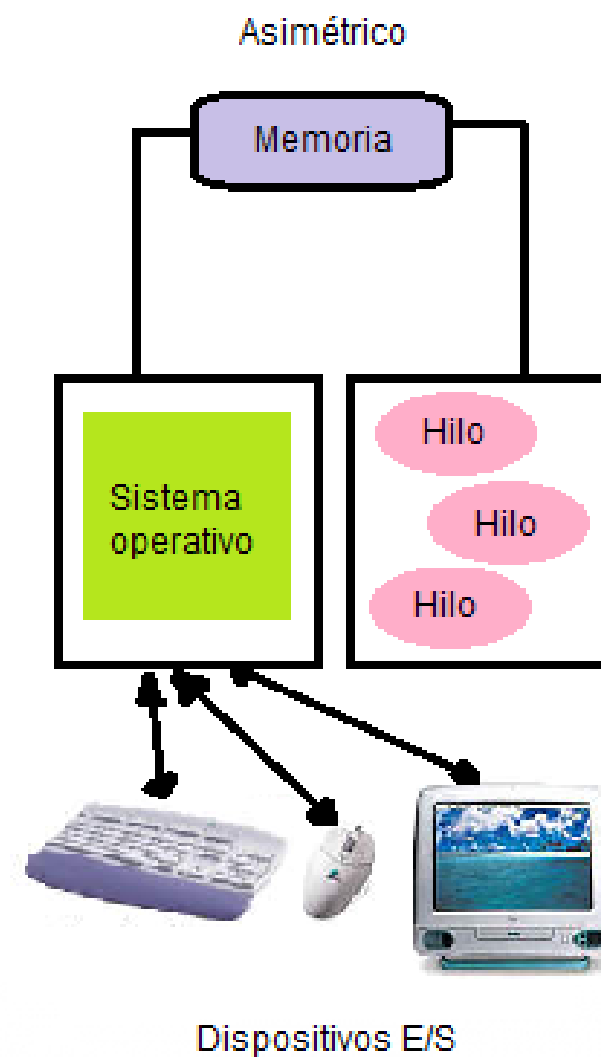 Asimétrico
Memoria
Sistema
operativo
Hilo
Hilo
Hilo
Dispositivos E/S